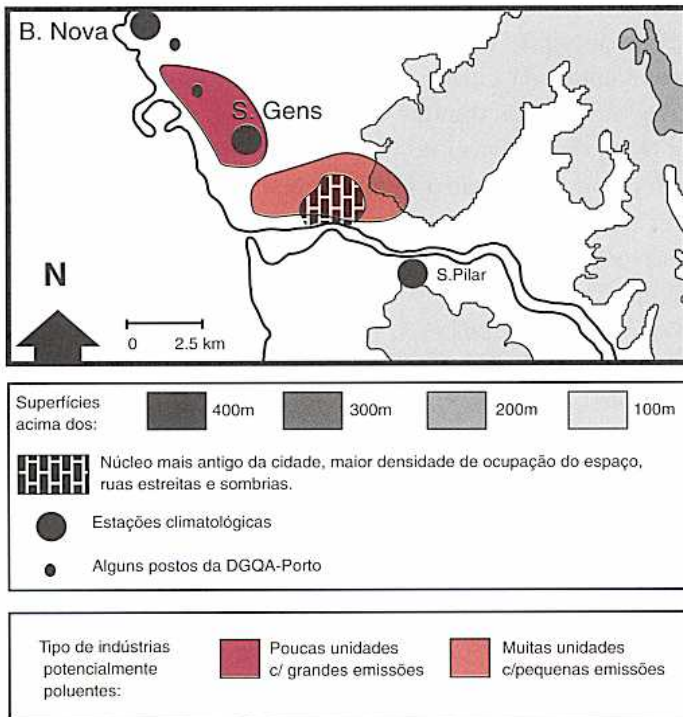 B. Nova
S. Gens
S.Pilar
N
0 2.5 km
Superfícies
acima dos:
400m
300m
200m
100m
Núcleo mais antigo da cidade, maior densidade de ocupação do espaço,
ruas estreitas e sombrias.
Estações climatológicas
Alguns postos da DGQA-Porto
Tipo de indústrias
potencialmente
poluentes:
Poucas unidades
c/ grandes emissões
Muitas unidades
c/pequenas emissões